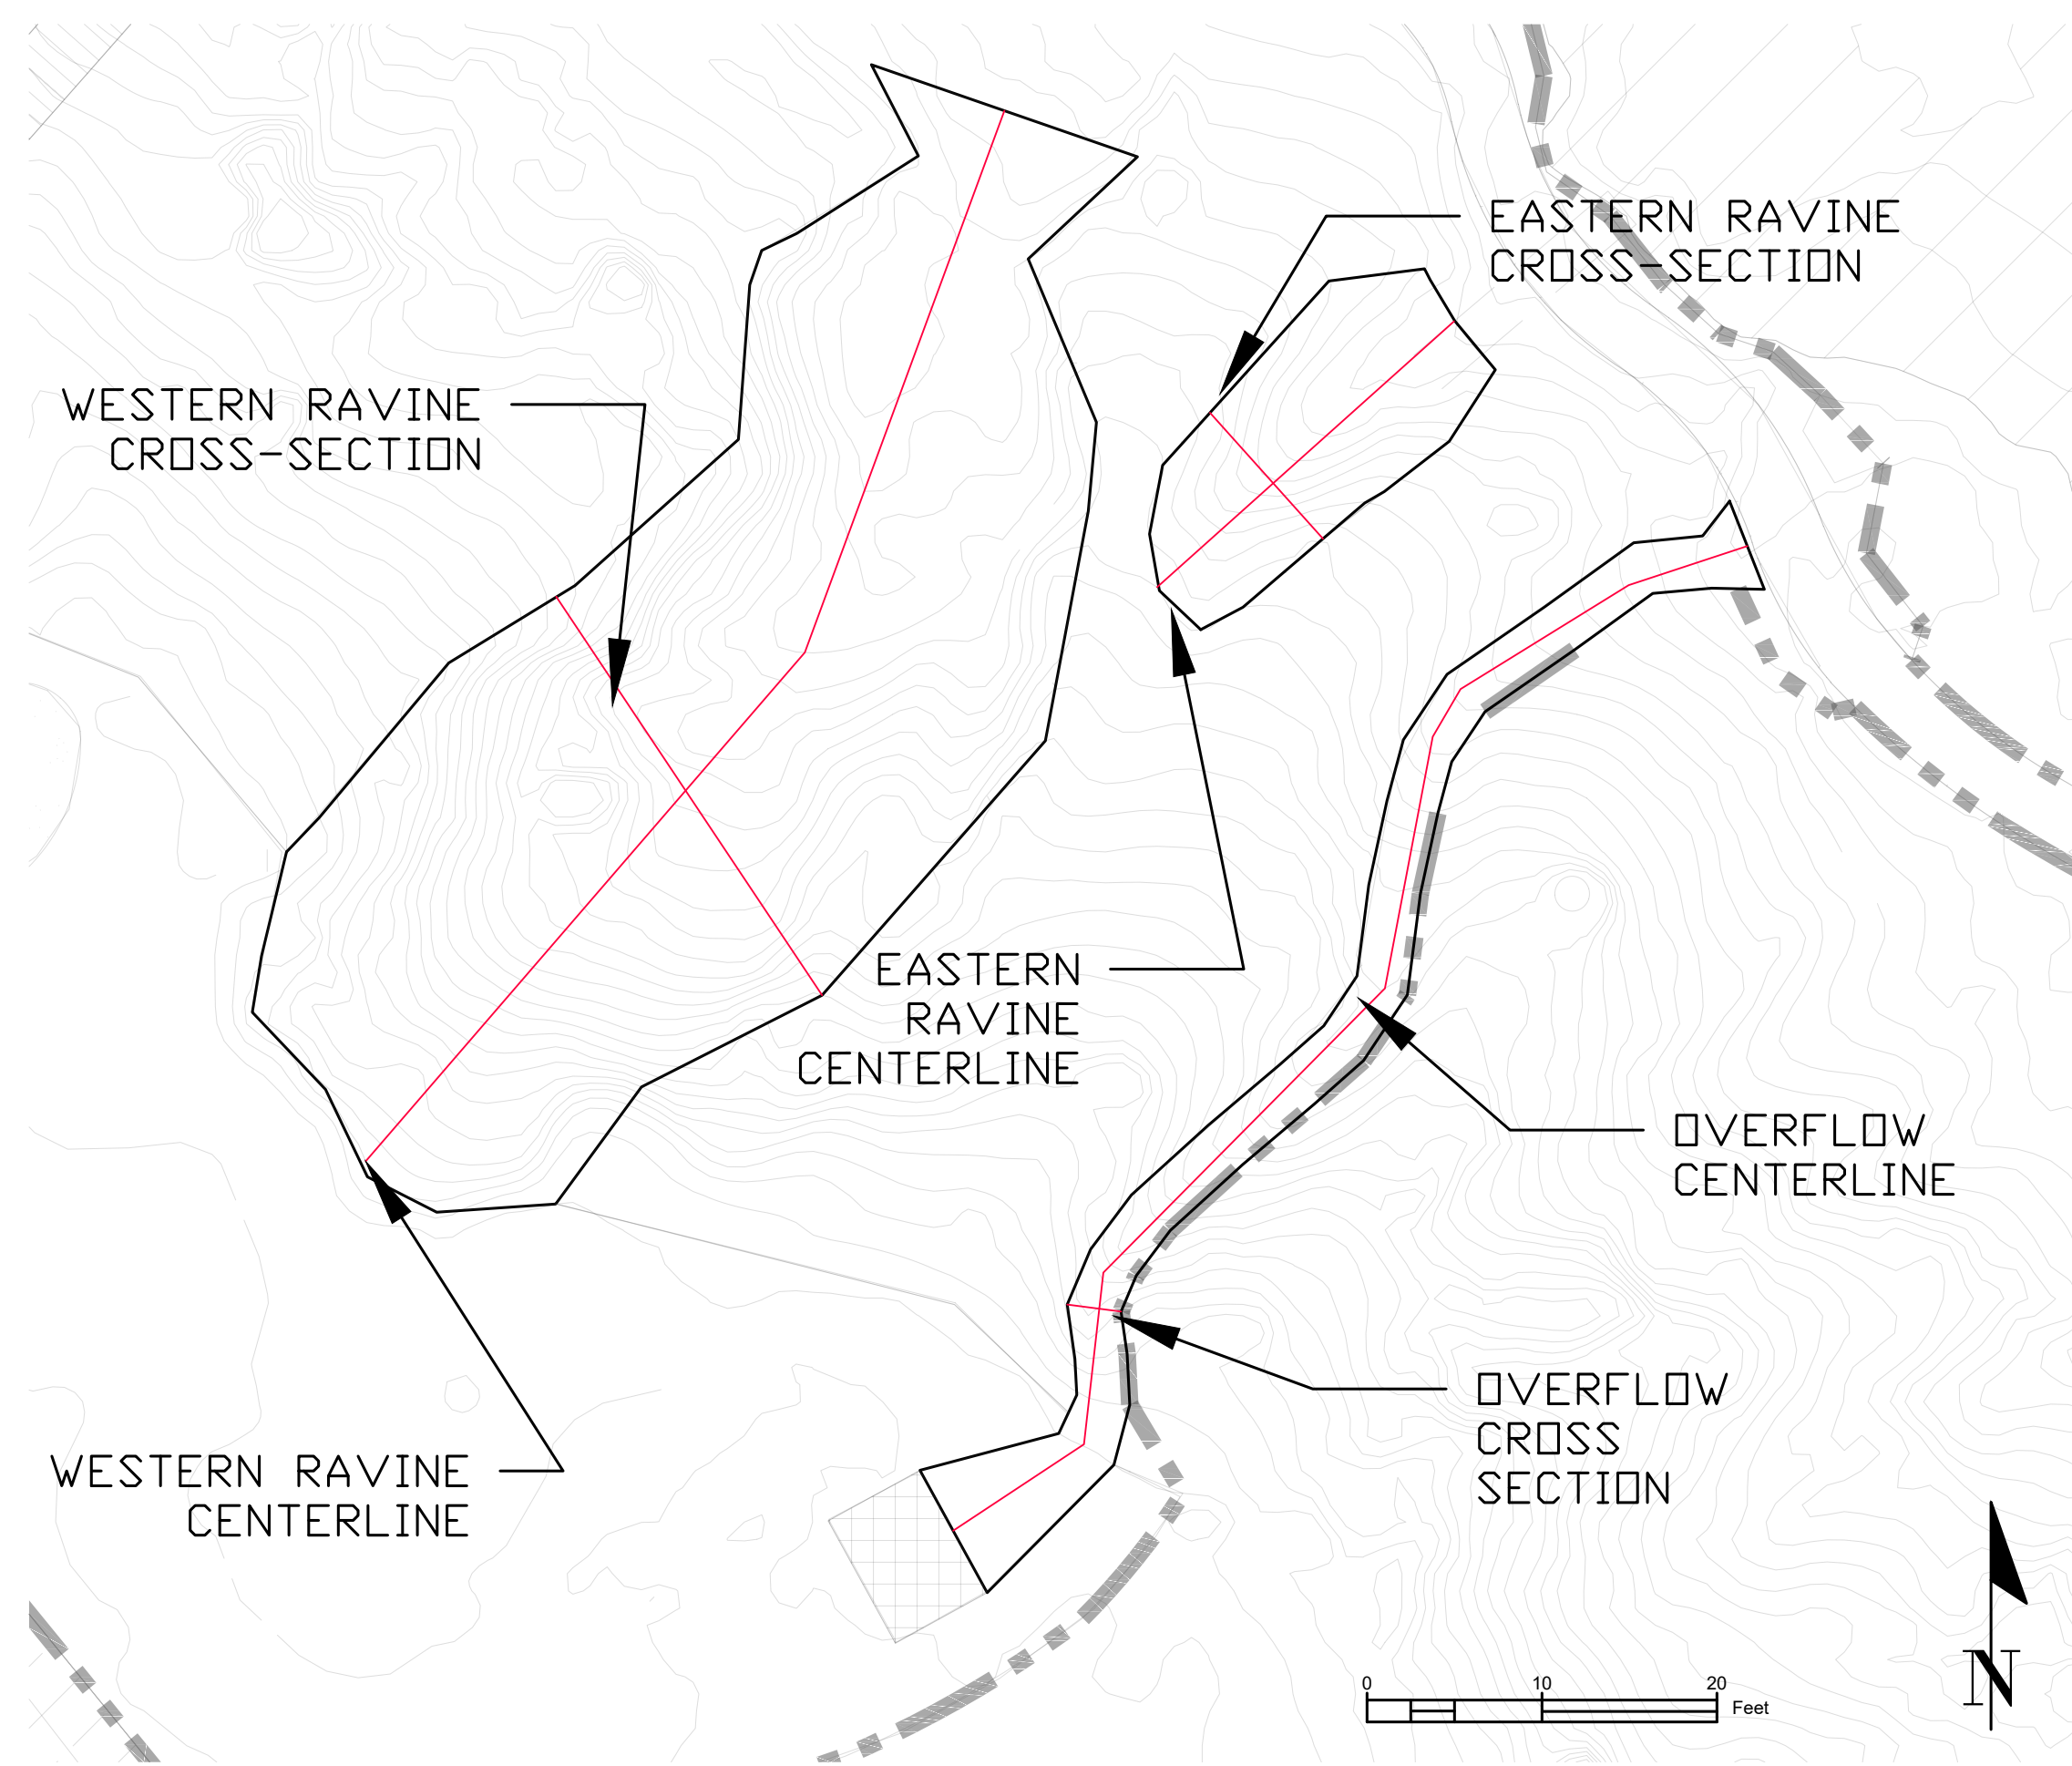 EASTERN RAVINE
CROSS-SECTION
WESTERN RAVINE
CROSS-SECTION
EASTERN
RAVINE
CENTERLINE
OVERFLOW
CENTERLINE
OVERFLOW
CROSS
SECTION
WESTERN RAVINE
CENTERLINE
0 10 20
Feet
N